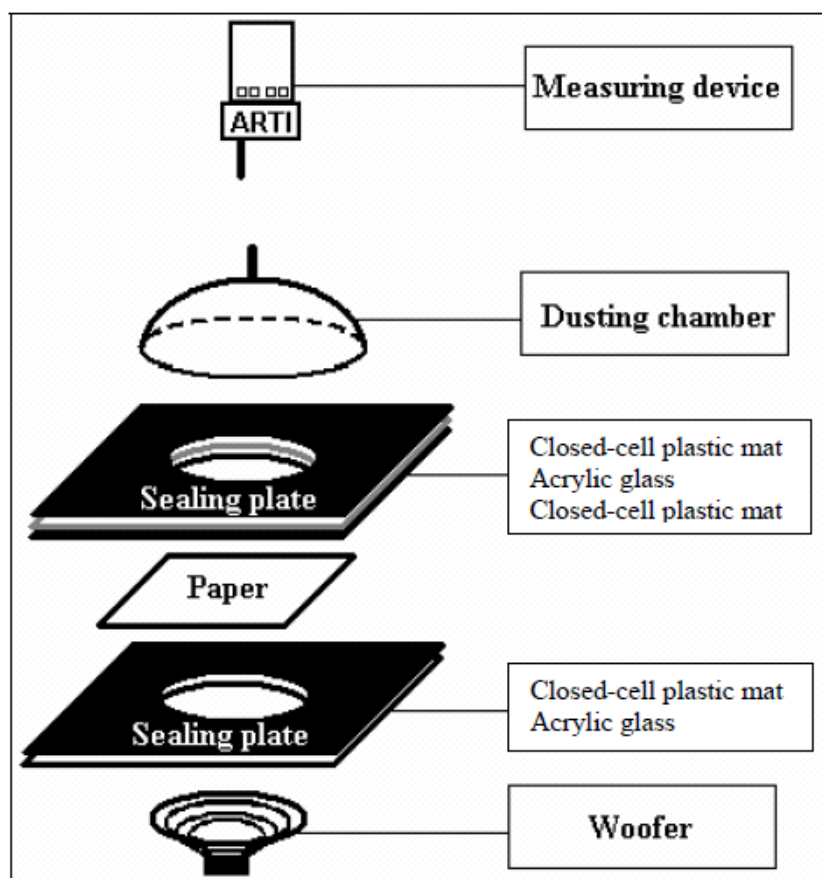 Measuring device
ARTI
Dusting chamber
Closed-cell plastic mat
Acrylic glass
Closed-cell plastic mat
Sealing plate
Paper
Closed-cell plastic mat
Acrylic glass
Sealing plate
Woofer